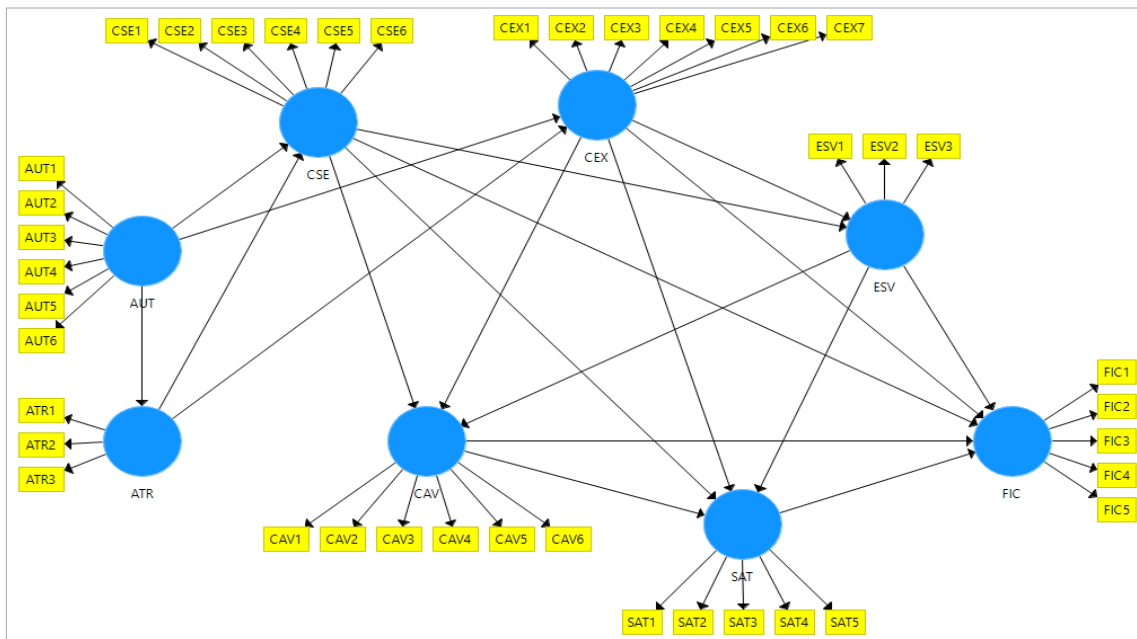 CSE1 CSE2 CSE3 CSE4 CSE5 CSE6
CEX1 CEX2 CEX3 CEX4 CEX5 CEX6 CEX7
CSE
CEX
ESV1 ESV2 ESV3
ESV
AUT1
AUT2
AUT3
AUT4
AUT5
AUT6
AUT
ATR1
ATR2
ATR3
ATR
CAV
CAV1 CAV2 CAV3 CAV4 CAV5 CAV6
SAT
SAT1 SAT2 SAT3 SAT4 SAT5
FIC1
FIC2
FIC3
FIC4
FIC5
FIC